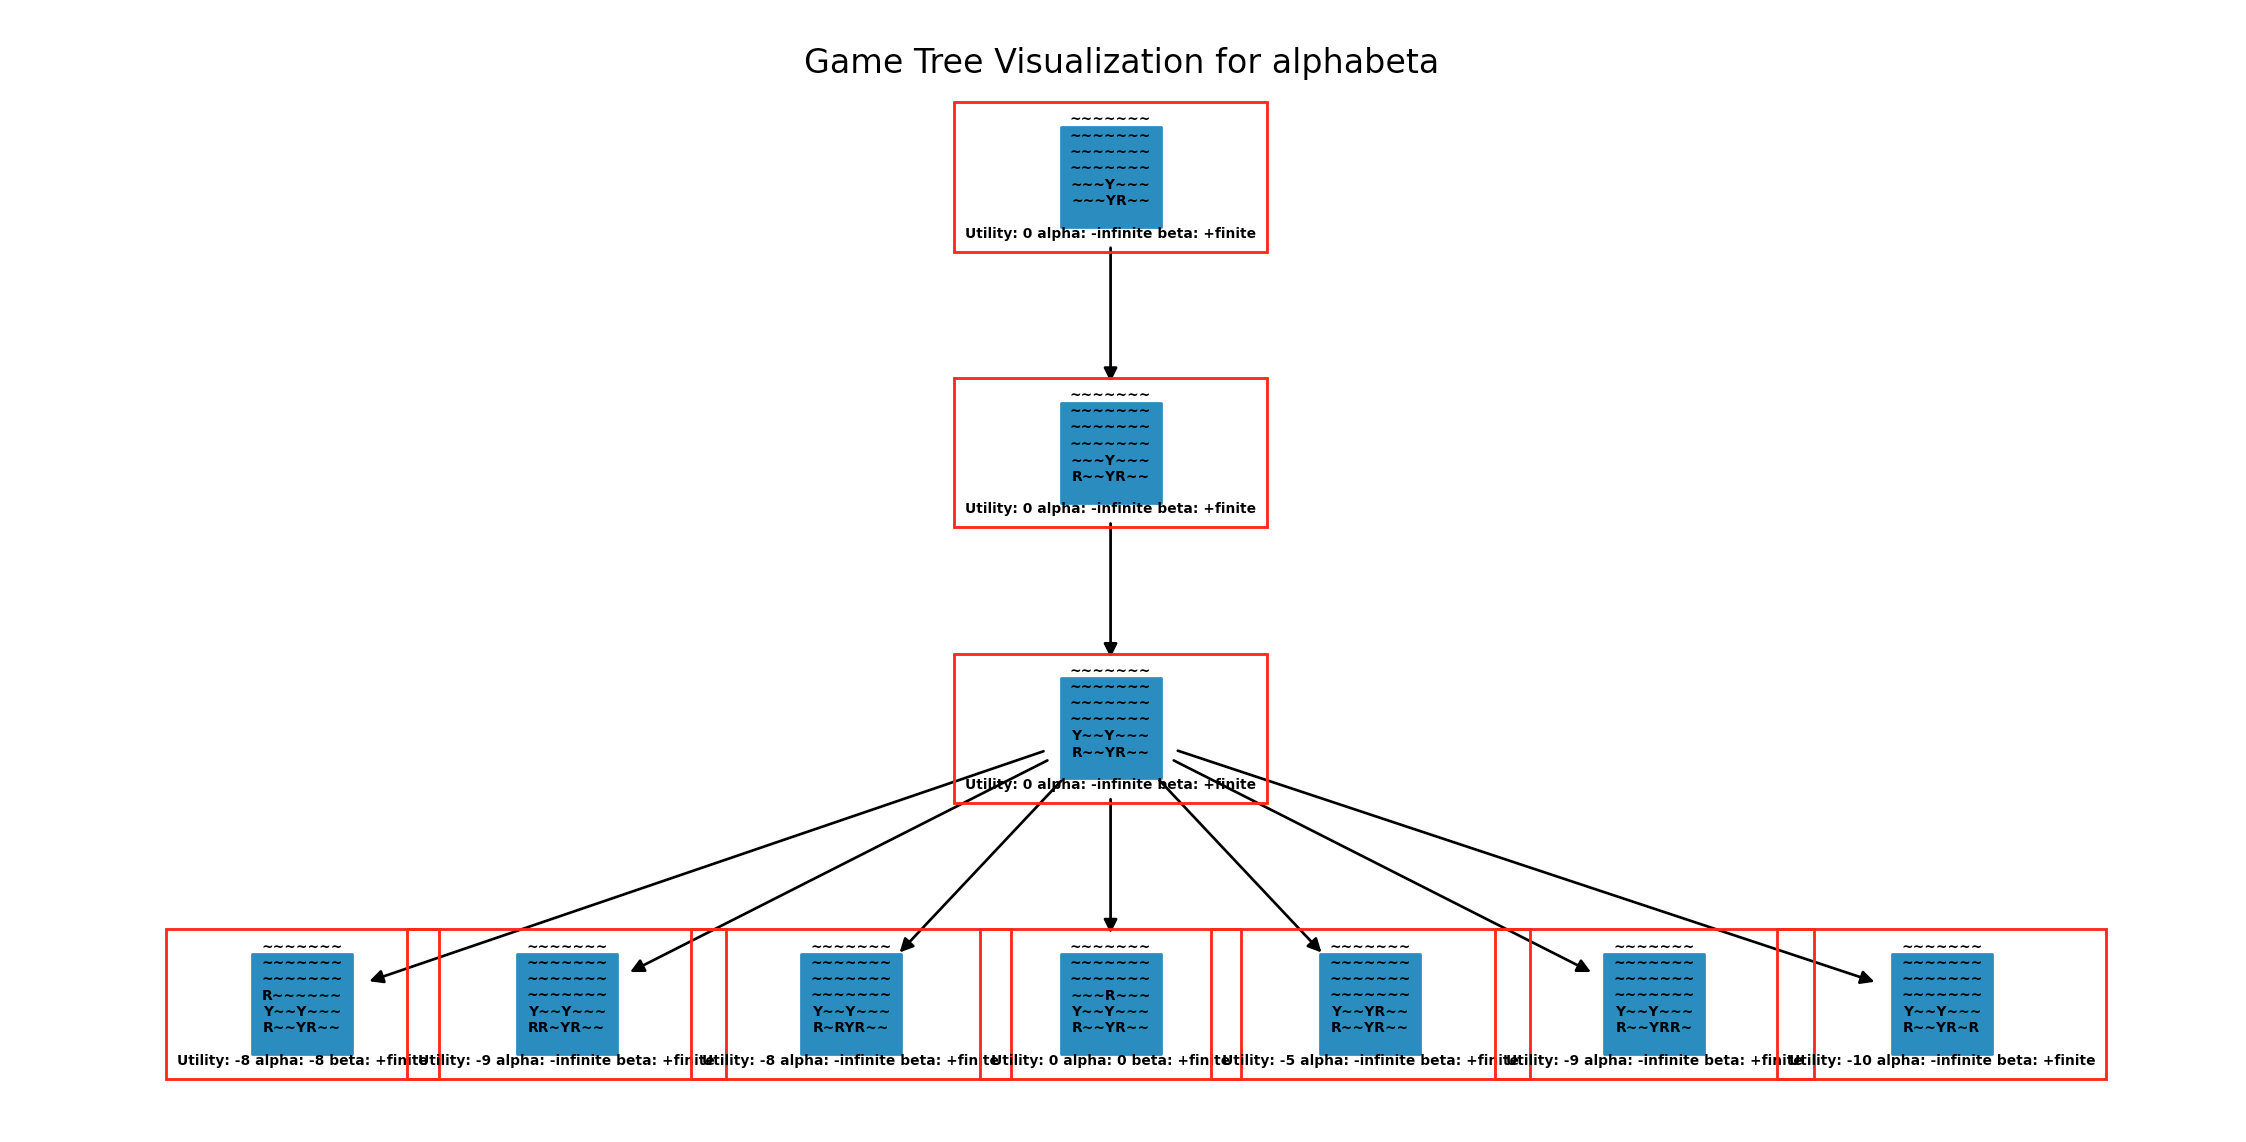 Game Tree Visualization for alphabeta
~~~~~~~
~~~~~~~
~~~~~~~
~~~~~~~
~~~Y~~~
~~~YR~~
Utility: 0 alpha: -infinite beta: +finite
~~~~~~~
~~~~~~~
~~~~~~~
~~~~~~~
~~~Y~~~
R~~YR~~
Utility: 0 alpha: -infinite beta: +finite
~~~~~~~
~~~~~~~
~~~~~~~
~~~~~~~
Y~~Y~~~
R~~YR~~
Utility: 0 alpha: -infinite beta: +finite
~~~~~~~
~~~~~~~
~~~~~~~
R~~~~~~
Y~~Y~~~
R~~YR~~
Utility: -8 alpha: -8 beta: +finite
~~~~~~~
~~~~~~~
~~~~~~~
~~~~~~~
Y~~Y~~~
RR~YR~~
Utility: -9 alpha: -infinite beta: +finite
~~~~~~~
~~~~~~~
~~~~~~~
~~~~~~~
Y~~Y~~~
R~RYR~~
Utility: -8 alpha: -infinite beta: +finite
~~~~~~~
~~~~~~~
~~~~~~~
~~~R~~~
Y~~Y~~~
R~~YR~~
Utility: 0 alpha: 0 beta: +finite
~~~~~~~
~~~~~~~
~~~~~~~
~~~~~~~
Y~~YR~~
R~~YR~~
Utility: -5 alpha: -infinite beta: +finite
~~~~~~~
~~~~~~~
~~~~~~~
~~~~~~~
Y~~Y~~~
R~~YRR~
Utility: -9 alpha: -infinite beta: +finite
~~~~~~~
~~~~~~~
~~~~~~~
~~~~~~~
Y~~Y~~~
R~~YR~R
Utility: -10 alpha: -infinite beta: +finite